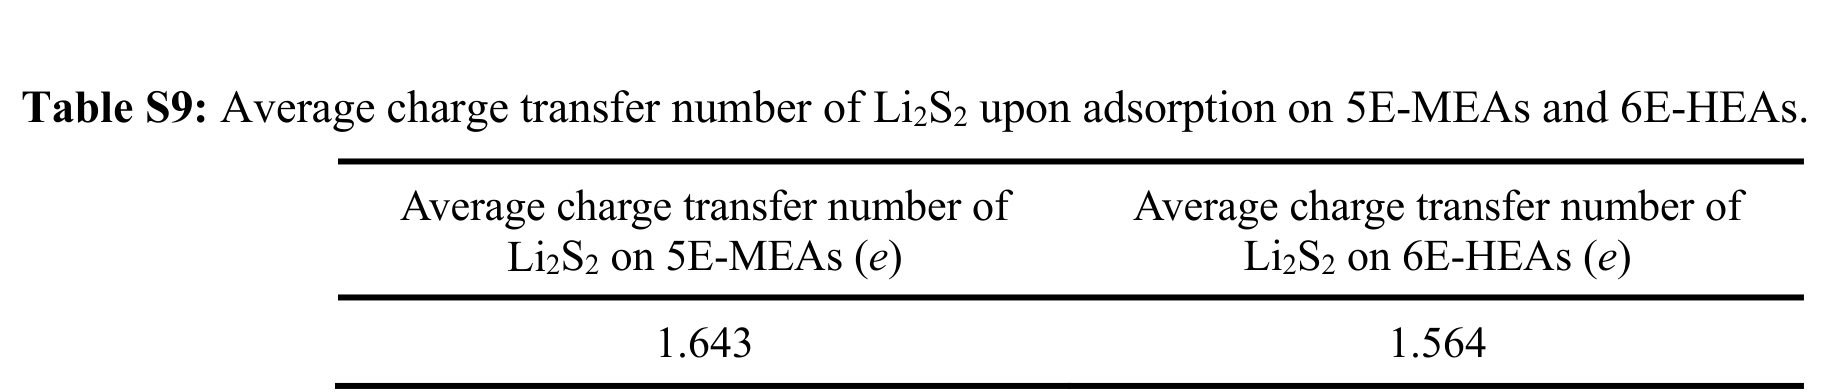 Table S9: Average charge transfer number of Li₂S₂ upon adsorption on 5E-MEAs and 6E-HEAs.
Average charge transfer number of
Li₂S₂ on 5E-MEAs (e)
Average charge transfer number of
Li₂S₂ on 6E-HEAs (e)
1.643
1.564